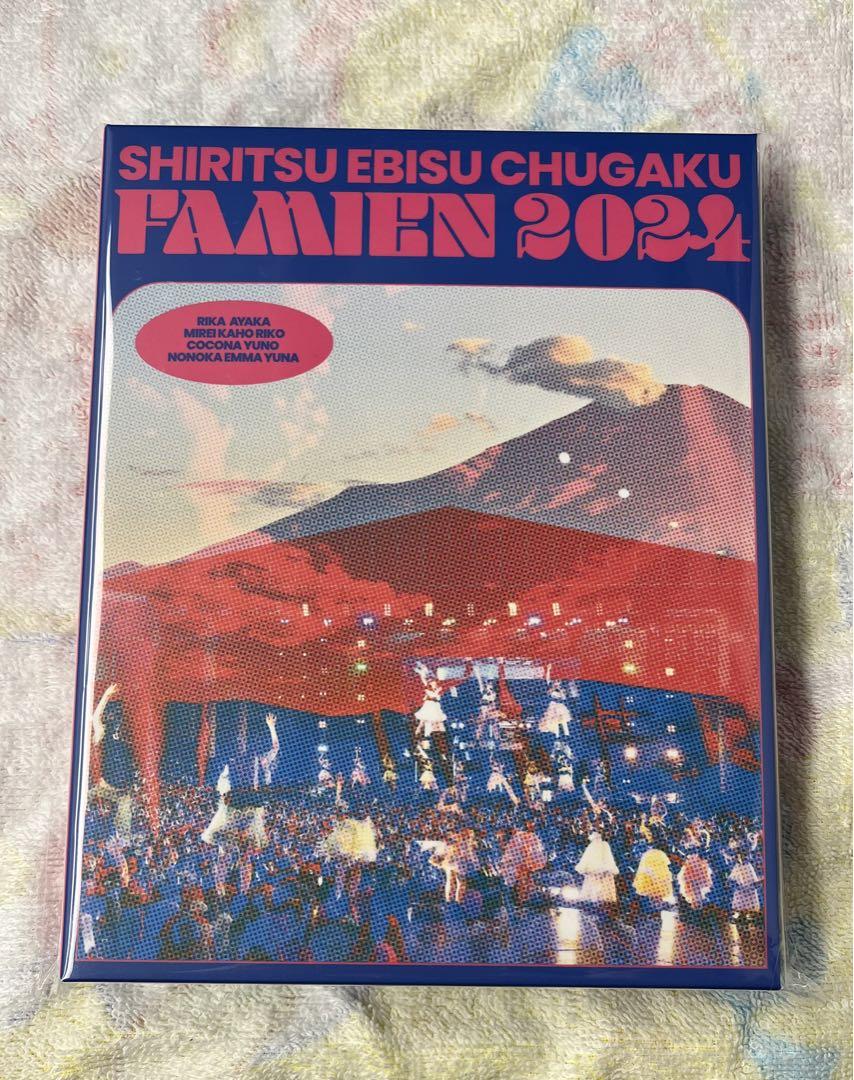 SHIRITSU EBISU CHUGAKU
FAMIEN 2024
RIKA AYAKA
MIREI KAHO RIKO
COCONA YUNO
NONOKA EMMA YUNA